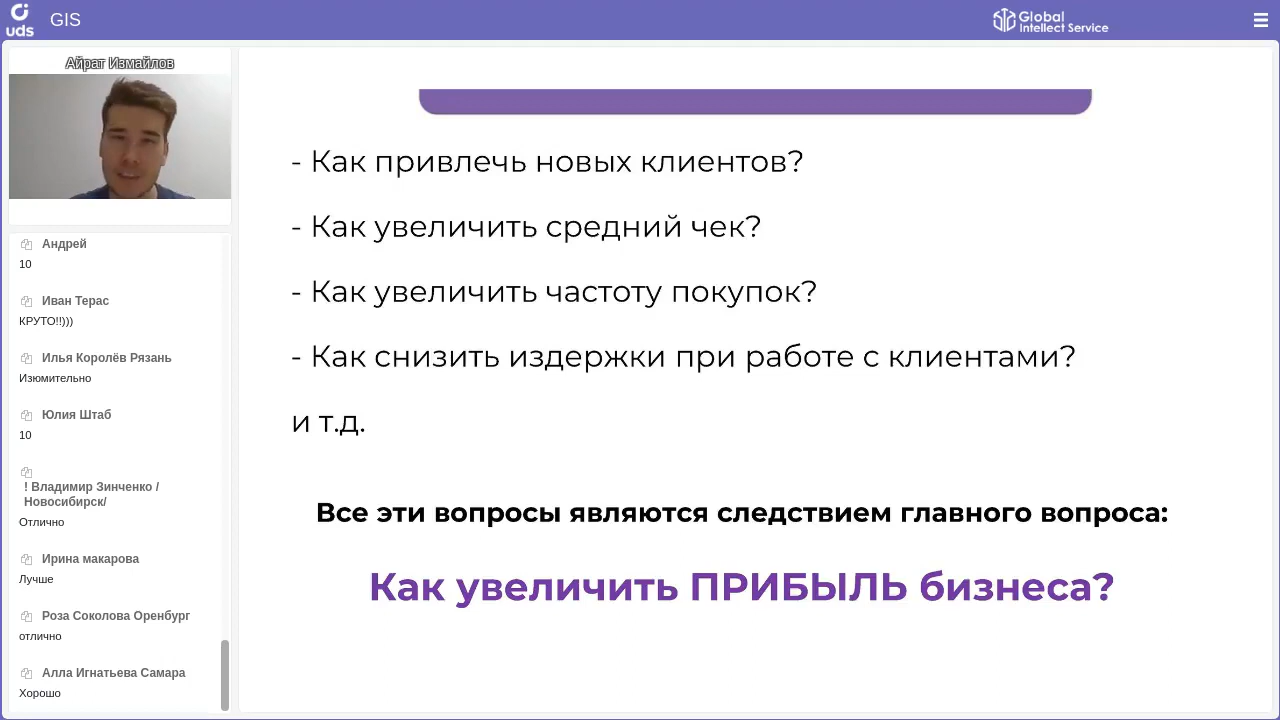 uds
GIS
Global
Intellect Service
Айрат Измайлов
Андрей
10
Иван Терас
КРУТО!!)))
Илья Королёв Рязань
Изюмительно
Юлия Штаб
10
! Владимир Зинченко /
Новосибирск/
Отлично
Ирина макарова
Лучше
Роза Соколова Оренбург
отлично
Алла Игнатьева Самара
Хорошо
- Как привлечь новых клиентов?
- Как увеличить средний чек?
- Как увеличить частоту покупок?
- Как снизить издержки при работе с клиентами?
и т.д.
Все эти вопросы являются следствием главного вопроса:
Как увеличить ПРИБЫЛЬ бизнеса?